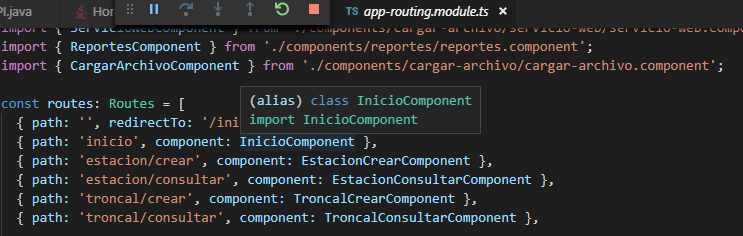 PI.java
Hom
app-routing.module.ts
import { ServicioWebComponent } from './components/cargar-archivo/servicio-web/servicio-web.compo
import { ReportesComponent } from './components/reportes/reportes.component';
import { CargarArchivoComponent } from './components/cargar-archivo/cargar-archivo.component';
(alias) class InicioComponent
import InicioComponent
const routes: Routes = [
{ path: '', redirectTo: '/ini
{ path: 'inicio', component: InicioComponent },
{ path: 'estacion/crear', component: EstacionCrearComponent },
{ path: 'estacion/consultar', component: EstacionConsultarComponent },
{ path: 'troncal/crear', component: TroncalCrearComponent },
{ path: 'troncal/consultar', component: TroncalConsultarComponent },